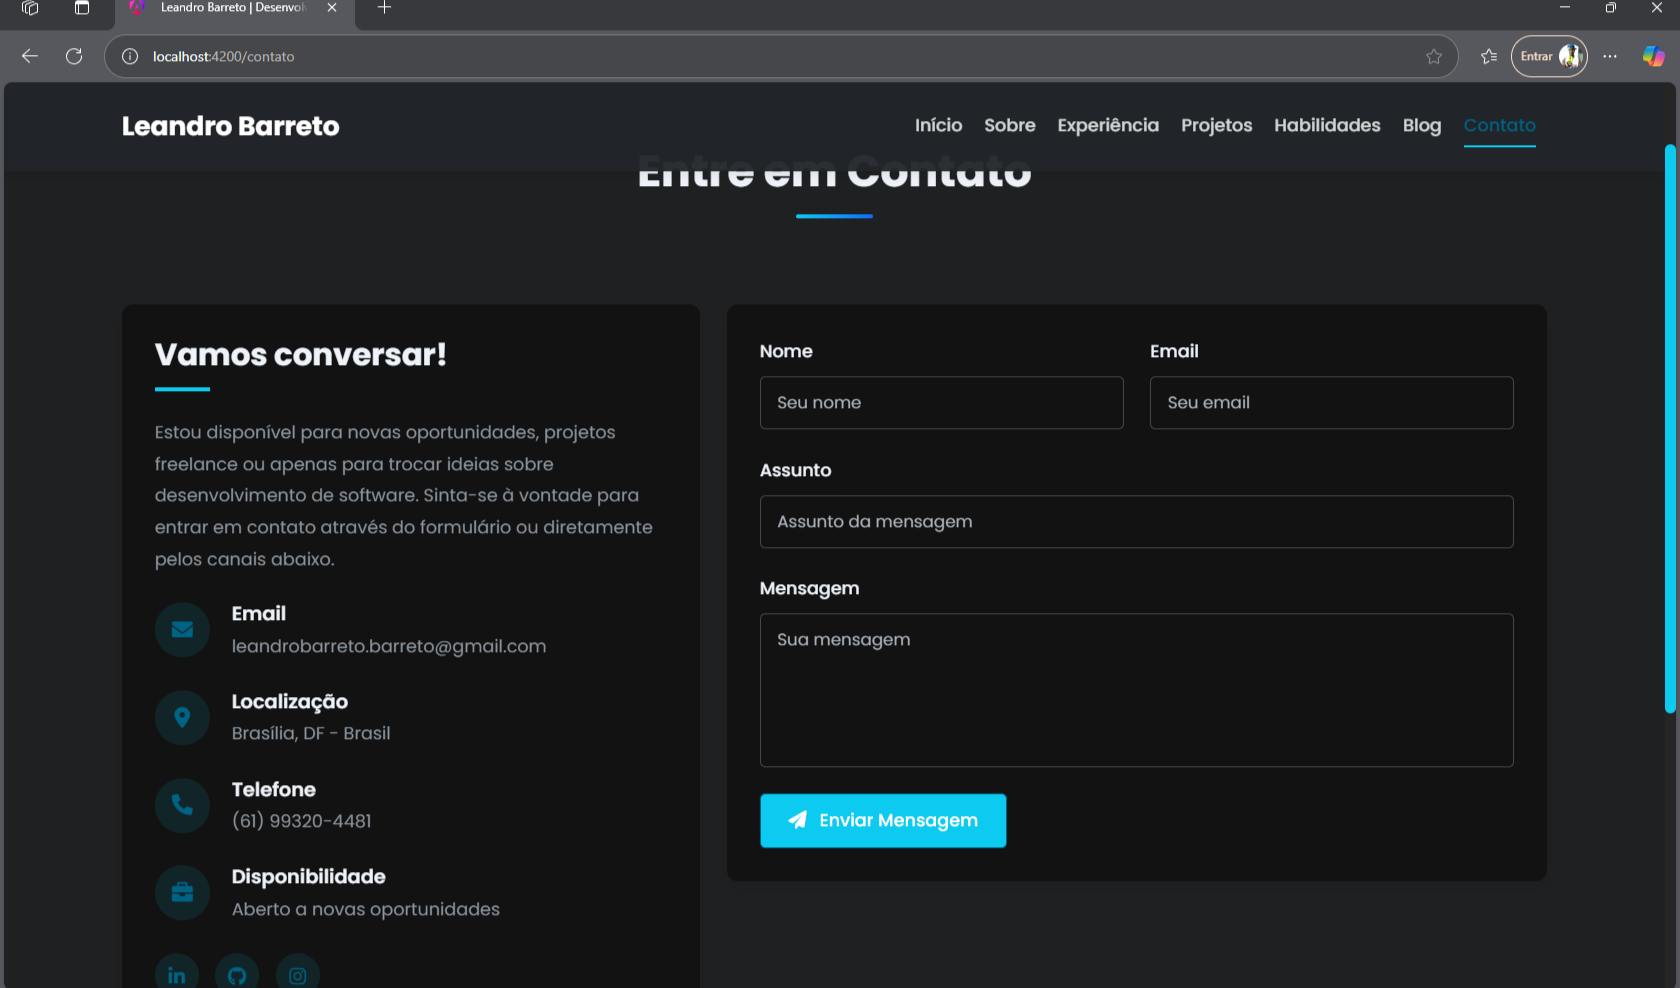 Leandro Barreto | Desenvol
localhost:4200/contato
Entrar
Leandro Barreto
Início
Sobre
Experiência
Projetos
Habilidades
Blog
Contato
Entre em Contato
Vamos conversar!
Estou disponível para novas oportunidades, projetos
freelance ou apenas para trocar ideias sobre
desenvolvimento de software. Sinta-se à vontade para
entrar em contato através do formulário ou diretamente
pelos canais abaixo.
Email
leandrobarreto.barreto@gmail.com
Localização
Brasília, DF - Brasil
Telefone
(61) 99320-4481
Disponibilidade
Aberto a novas oportunidades
in
Nome
Seu nome
Email
Seu email
Assunto
Assunto da mensagem
Mensagem
Sua mensagem
Enviar Mensagem